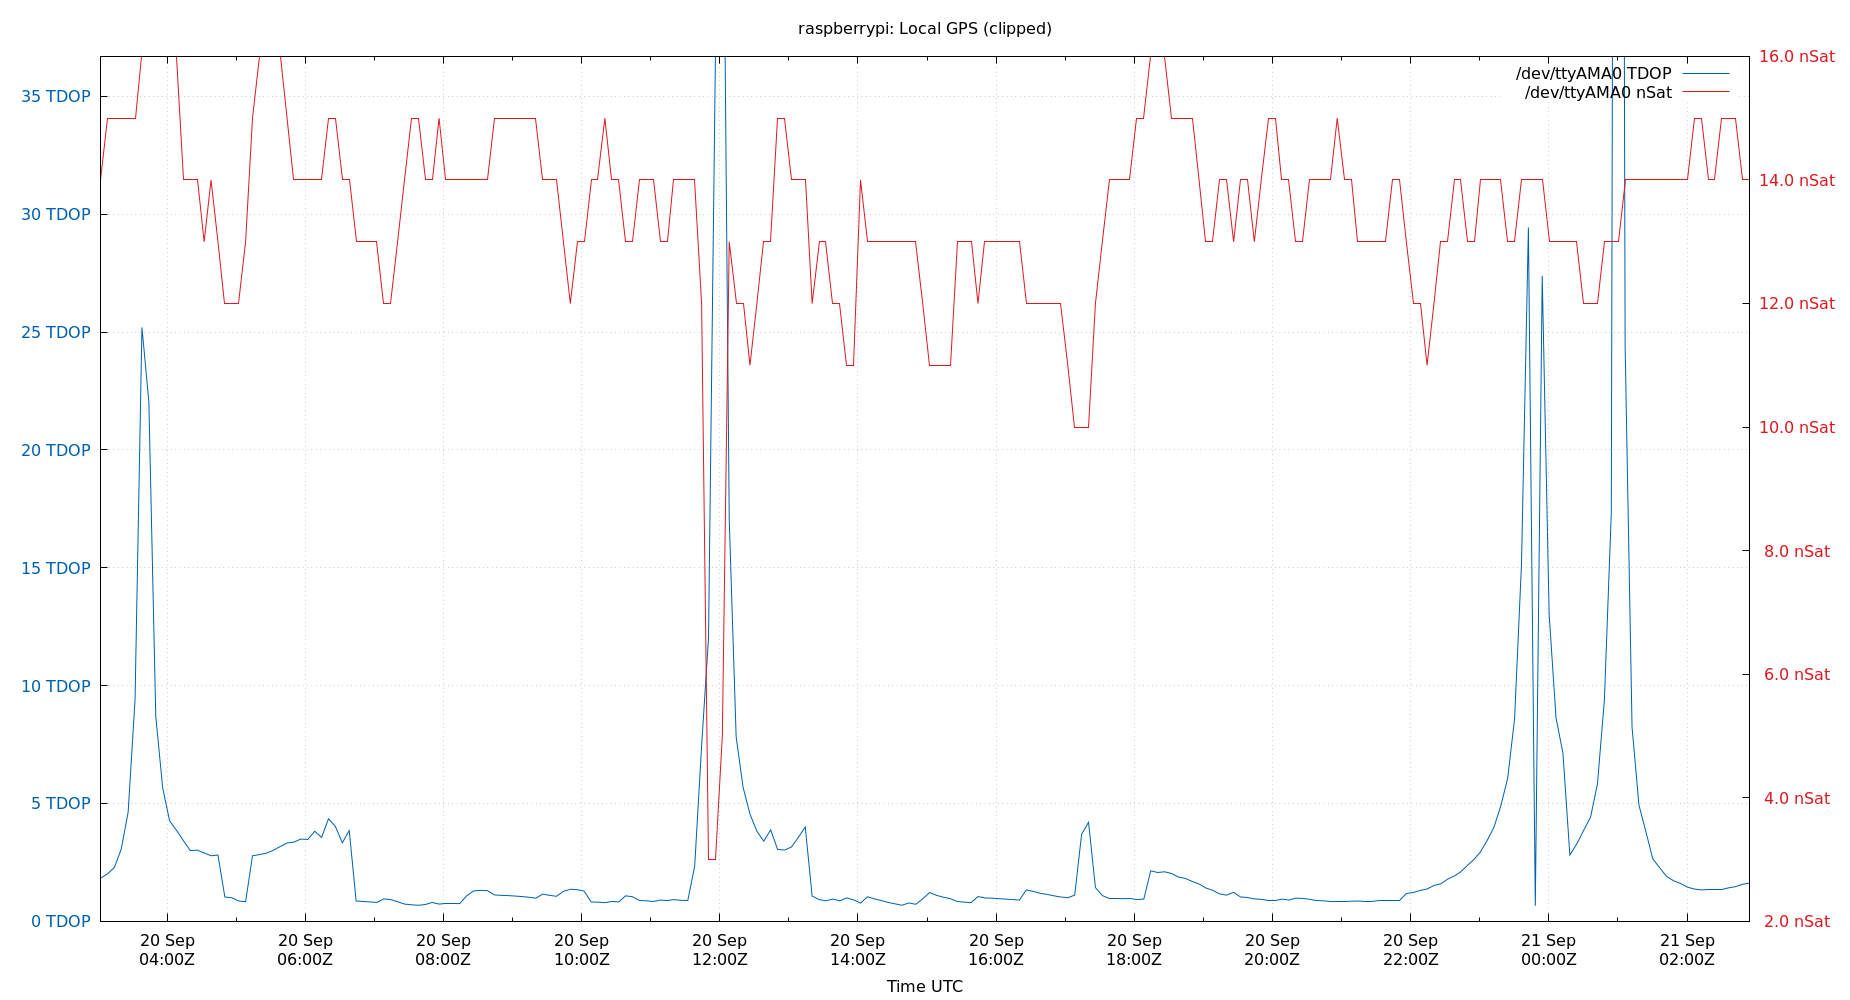 raspberrypi: Local GPS (clipped)
/dev/ttyAMA0 TDOP
/dev/ttyAMA0 nSat
35 TDOP
30 TDOP
25 TDOP
20 TDOP
15 TDOP
10 TDOP
5 TDOP
0 TDOP
16.0 nSat
14.0 nSat
12.0 nSat
10.0 nSat
8.0 nSat
6.0 nSat
4.0 nSat
2.0 nSat
20 Sep
04:00Z
20 Sep
06:00Z
20 Sep
08:00Z
20 Sep
10:00Z
20 Sep
12:00Z
20 Sep
14:00Z
20 Sep
16:00Z
20 Sep
18:00Z
20 Sep
20:00Z
20 Sep
22:00Z
21 Sep
00:00Z
21 Sep
02:00Z
Time UTC